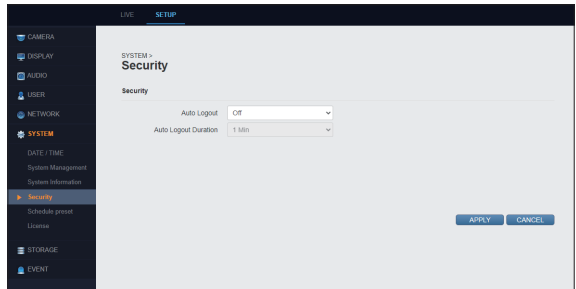 LIVE SETUP
CAMERA
DISPLAY
AUDIO
USER
NETWORK
SYSTEM
DATE / TIME
System Management
System Information
Security
Schedule preset
License
STORAGE
EVENT
SYSTEM >
Security
Security
Auto Logout Off
Auto Logout Duration 1 Min
APPLY CANCEL